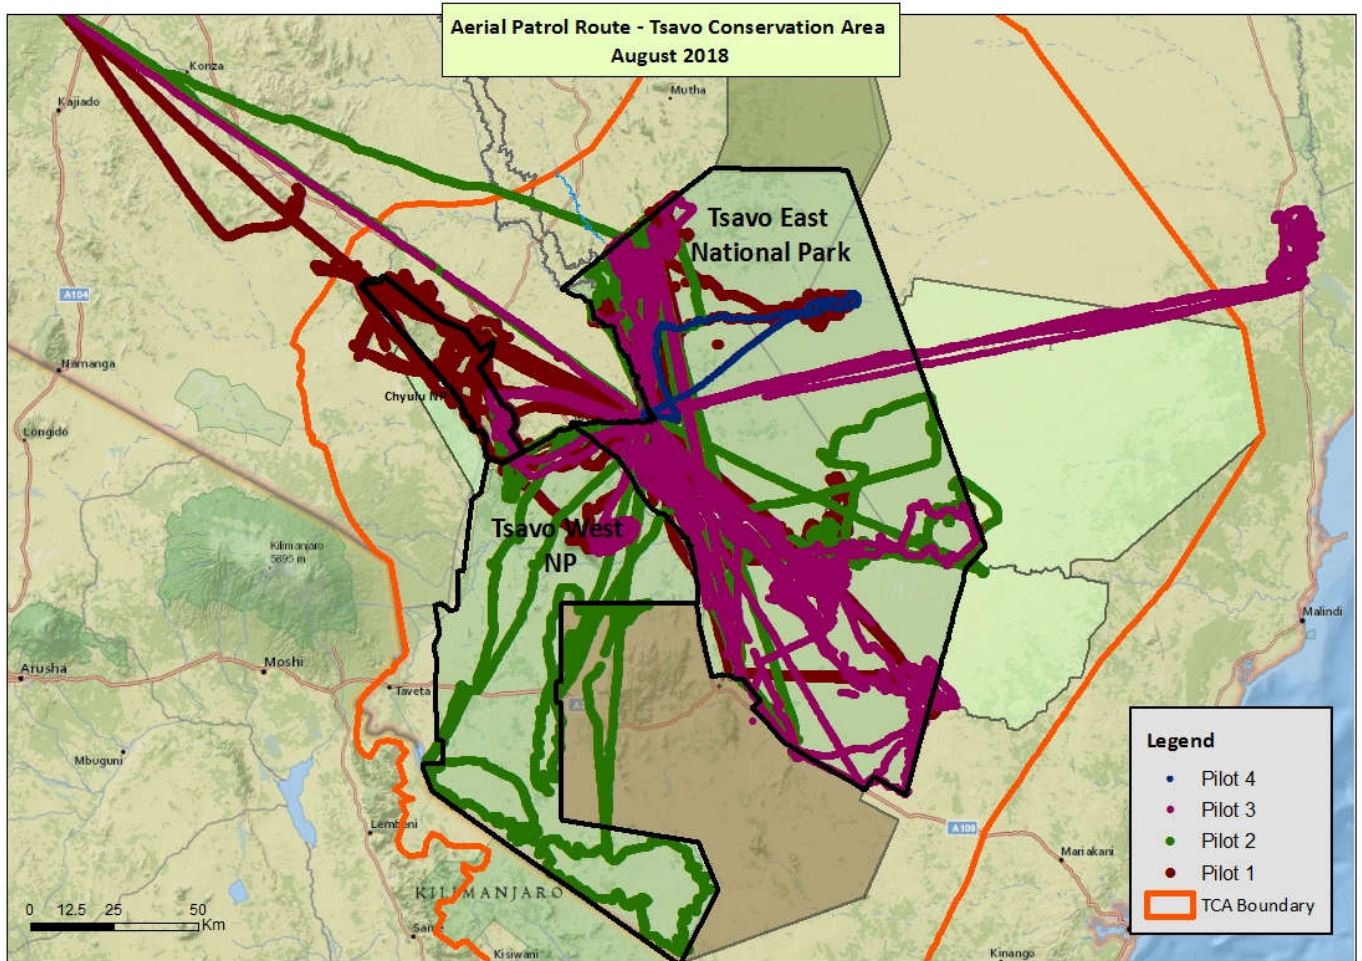 Aerial Patrol Route - Tsavo Conservation Area
August 2018
Konza
Kajiado
Mutha
Tsavo East
National Park
A104
Namanga
Chyulu N
Longido
Tsavo West
NP
Kilimanjaro
5895 m
Malindi
Arusha
Moshi
Taveta
Mbuguni
Legend
Pilot 4
Pilot 3
Pilot 2
Pilot 1
TCA Boundary
Lembeni
A109
Mariakani
KILIMANJARO
0 12.5 25 50
Km
Same
Kisiwani
Kinango